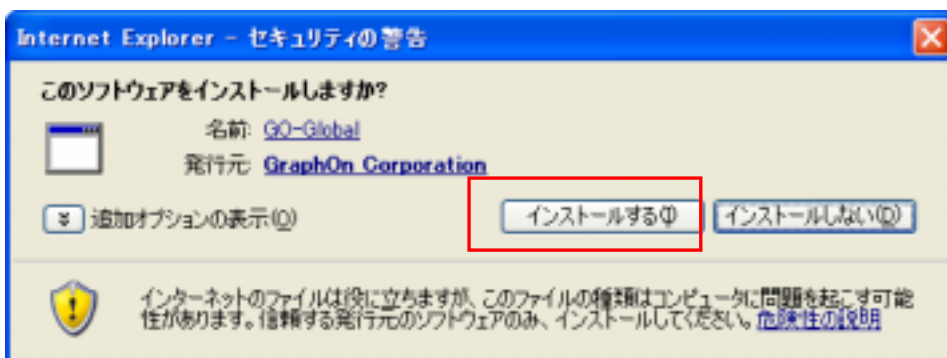 Internet Explorer - セキュリティの警告
このソフトウェアをインストールしますか?
名前: GO-Global
発行元: GraphOn Corporation
追加オプションの表示(O)
インストールする(I)
インストールしない(D)
インターネットのファイルは役に立ちますが、このファイルの種類はコンピュータに問題を起こす可能
性があります。信頼する発行元のソフトウェアのみ、インストールしてください。危険性の説明